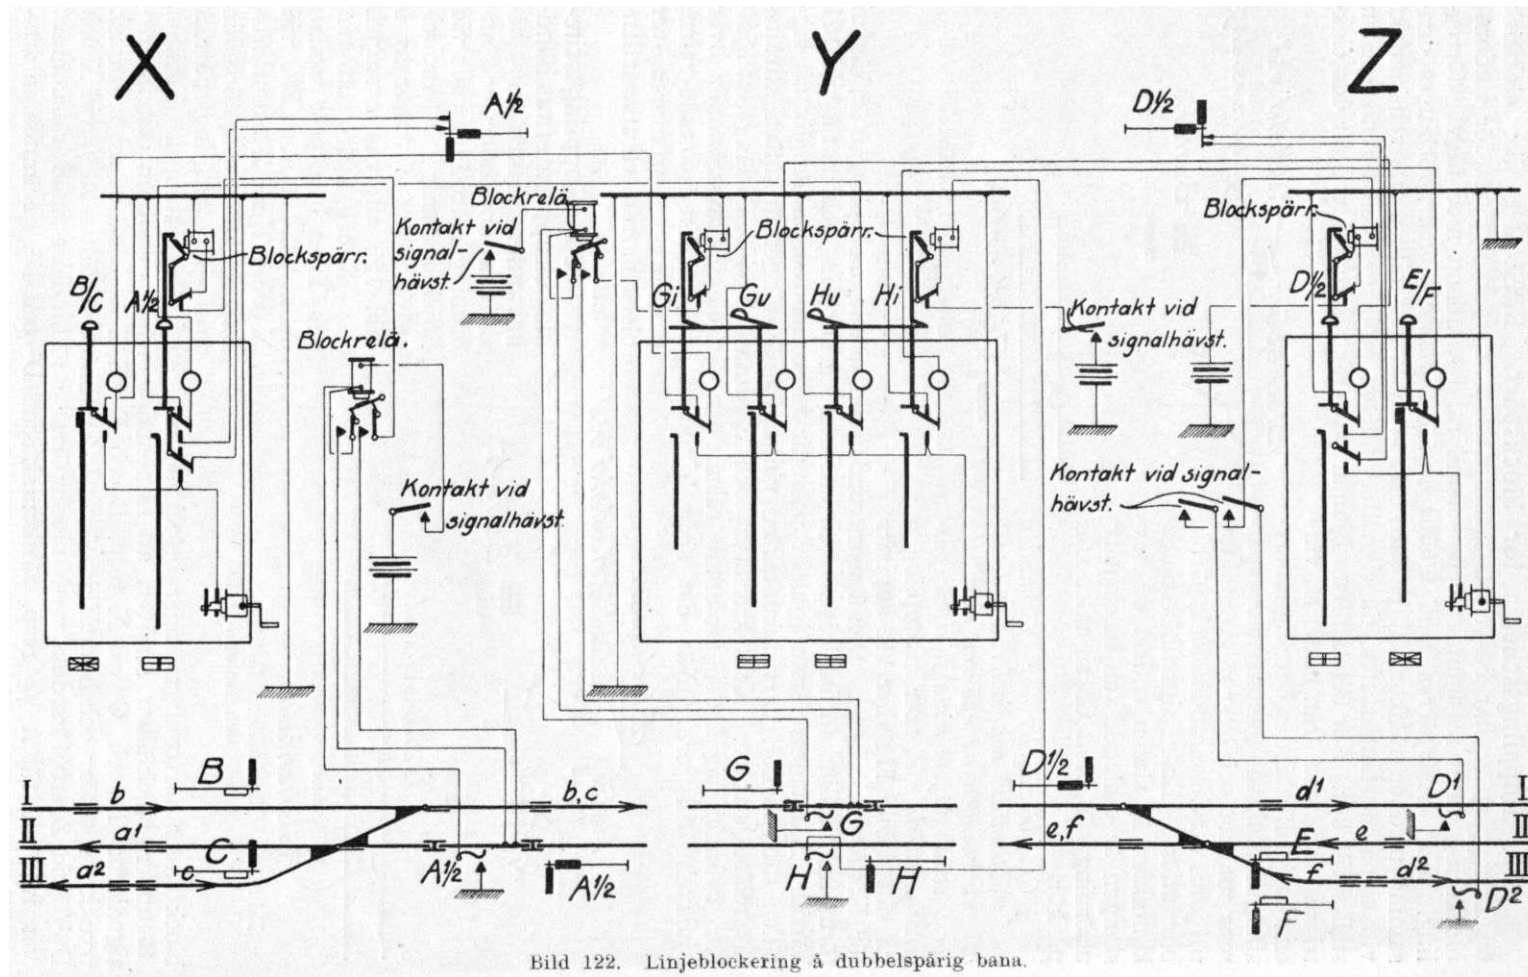 X
Y
Z
A½
D½
Blockrelä.
Kontakt vid
signal-
hävst.
Blockspärr.
Blockspärr.
Blockspärr.
B/C
A½
Gi
Gu
Hu
Hi
D½
E/F
Kontakt vid
signalhävst.
Blockrelä.
Kontakt vid
signalhävst.
Kontakt vid signal-
hävst.
I
B
b
b,c
G
G
D½
d¹
D¹
I
II
a¹
C
A½
A½
H
H
e,f
E
e
II
III
a²
c
f
d²
D²
III
F
Bild 122. Linjeblockering å dubbelspårig bana.